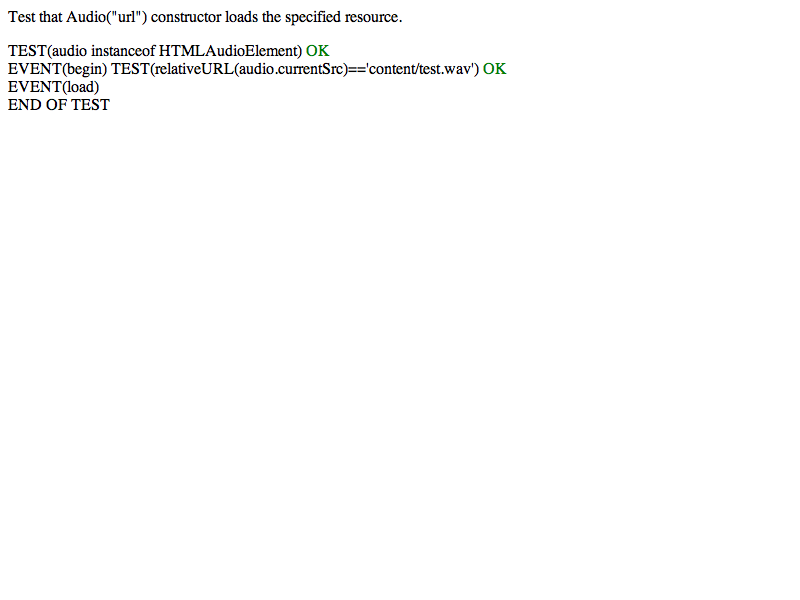 Test that Audio("url") constructor loads the specified resource.
TEST(audio instanceof HTMLAudioElement) OK
EVENT(begin) TEST(relativeURL(audio.currentSrc)=='content/test.wav') OK
EVENT(load)
END OF TEST